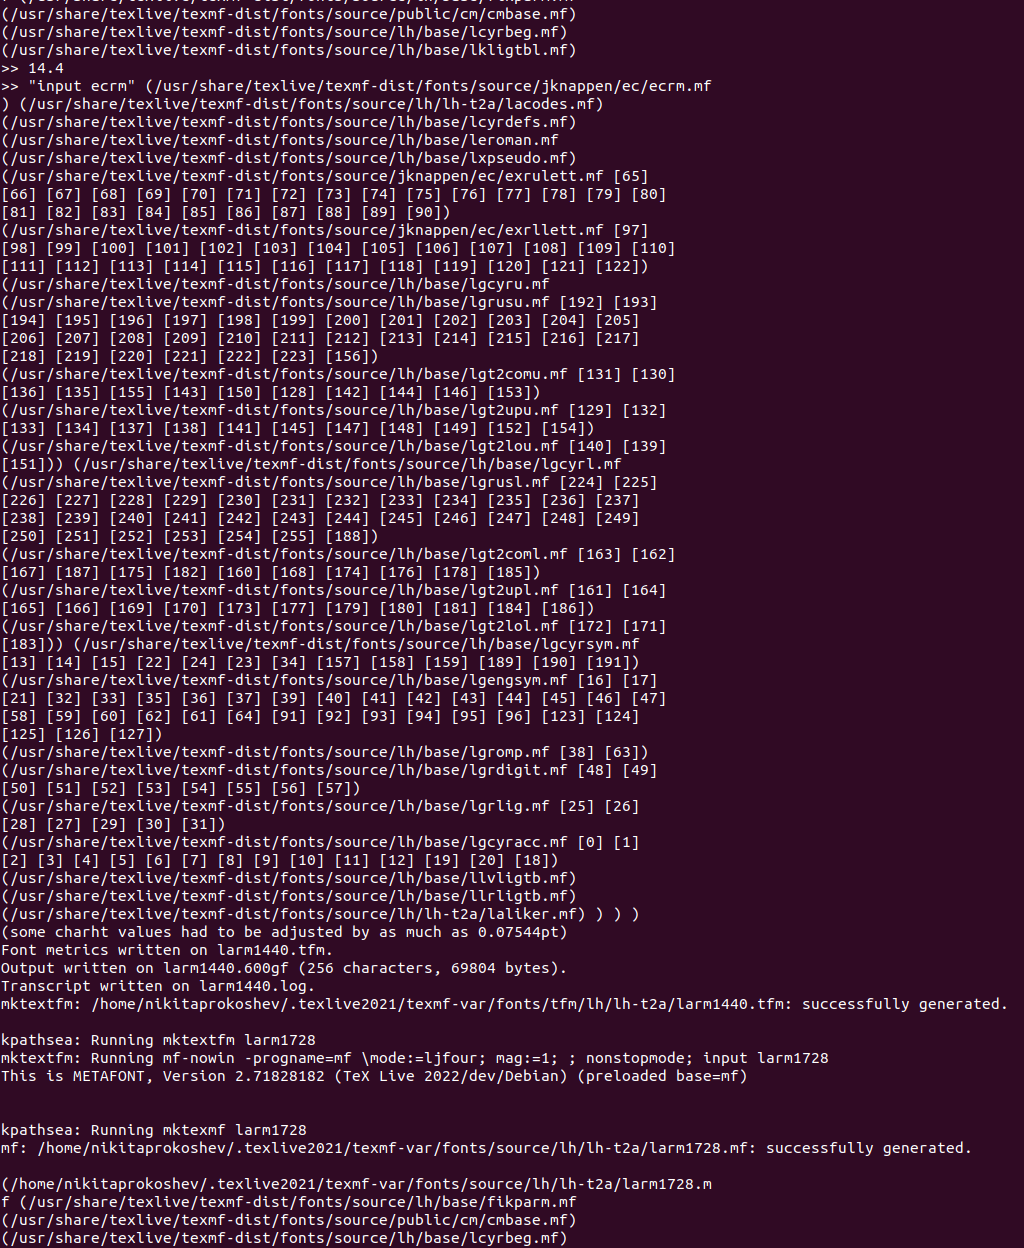 (/usr/share/texlive/texmf-dist/fonts/source/public/cm/cmbase.mf)
(/usr/share/texlive/texmf-dist/fonts/source/lh/base/lcyrbeg.mf)
(/usr/share/texlive/texmf-dist/fonts/source/lh/base/lkligtbl.mf)
>> 14.4
>> "input ecrm" (/usr/share/texlive/texmf-dist/fonts/source/jknappen/ec/ecrm.mf
) (/usr/share/texlive/texmf-dist/fonts/source/lh/lh-t2a/lacodes.mf)
(/usr/share/texlive/texmf-dist/fonts/source/lh/base/lcyrdefs.mf)
(/usr/share/texlive/texmf-dist/fonts/source/lh/base/leroman.mf
(/usr/share/texlive/texmf-dist/fonts/source/lh/base/lxpseudo.mf)
(/usr/share/texlive/texmf-dist/fonts/source/jknappen/ec/exrulett.mf [65]
[66] [67] [68] [69] [70] [71] [72] [73] [74] [75] [76] [77] [78] [79] [80]
[81] [82] [83] [84] [85] [86] [87] [88] [89] [90])
(/usr/share/texlive/texmf-dist/fonts/source/jknappen/ec/exrllett.mf [97]
[98] [99] [100] [101] [102] [103] [104] [105] [106] [107] [108] [109] [110]
[111] [112] [113] [114] [115] [116] [117] [118] [119] [120] [121] [122])
(/usr/share/texlive/texmf-dist/fonts/source/lh/base/lgcyru.mf
(/usr/share/texlive/texmf-dist/fonts/source/lh/base/lgrusu.mf [192] [193]
[194] [195] [196] [197] [198] [199] [200] [201] [202] [203] [204] [205]
[206] [207] [208] [209] [210] [211] [212] [213] [214] [215] [216] [217]
[218] [219] [220] [221] [222] [223] [156])
(/usr/share/texlive/texmf-dist/fonts/source/lh/base/lgt2comu.mf [131] [130]
[136] [135] [155] [143] [150] [128] [142] [144] [146] [153])
(/usr/share/texlive/texmf-dist/fonts/source/lh/base/lgt2upu.mf [129] [132]
[133] [134] [137] [138] [141] [145] [147] [148] [149] [152] [154])
(/usr/share/texlive/texmf-dist/fonts/source/lh/base/lgt2lou.mf [140] [139]
[151])) (/usr/share/texlive/texmf-dist/fonts/source/lh/base/lgcyrl.mf
(/usr/share/texlive/texmf-dist/fonts/source/lh/base/lgrusl.mf [224] [225]
[226] [227] [228] [229] [230] [231] [232] [233] [234] [235] [236] [237]
[238] [239] [240] [241] [242] [243] [244] [245] [246] [247] [248] [249]
[250] [251] [252] [253] [254] [255] [188])
(/usr/share/texlive/texmf-dist/fonts/source/lh/base/lgt2coml.mf [163] [162]
[167] [187] [175] [182] [160] [168] [174] [176] [178] [185])
(/usr/share/texlive/texmf-dist/fonts/source/lh/base/lgt2upl.mf [161] [164]
[165] [166] [169] [170] [173] [177] [179] [180] [181] [184] [186])
(/usr/share/texlive/texmf-dist/fonts/source/lh/base/lgt2lol.mf [172] [171]
[183])) (/usr/share/texlive/texmf-dist/fonts/source/lh/base/lgcyrsym.mf
[13] [14] [15] [22] [24] [23] [34] [157] [158] [159] [189] [190] [191])
(/usr/share/texlive/texmf-dist/fonts/source/lh/base/lgengsym.mf [16] [17]
[21] [32] [33] [35] [36] [37] [39] [40] [41] [42] [43] [44] [45] [46] [47]
[58] [59] [60] [62] [61] [64] [91] [92] [93] [94] [95] [96] [123] [124]
[125] [126] [127])
(/usr/share/texlive/texmf-dist/fonts/source/lh/base/lgromp.mf [38] [63])
(/usr/share/texlive/texmf-dist/fonts/source/lh/base/lgrdigit.mf [48] [49]
[50] [51] [52] [53] [54] [55] [56] [57])
(/usr/share/texlive/texmf-dist/fonts/source/lh/base/lgrlig.mf [25] [26]
[28] [27] [29] [30] [31])
(/usr/share/texlive/texmf-dist/fonts/source/lh/base/lgcyracc.mf [0] [1]
[2] [3] [4] [5] [6] [7] [8] [9] [10] [11] [12] [19] [20] [18])
(/usr/share/texlive/texmf-dist/fonts/source/lh/base/llvligtb.mf)
(/usr/share/texlive/texmf-dist/fonts/source/lh/base/llrligtb.mf)
(/usr/share/texlive/texmf-dist/fonts/source/lh/lh-t2a/laliker.mf) ) ) )
(some charht values had to be adjusted by as much as 0.07544pt)
Font metrics written on larm1440.tfm.
Output written on larm1440.600gf (256 characters, 69804 bytes).
Transcript written on larm1440.log.
mktextfm: /home/nikitaprokoshev/.texlive2021/texmf-var/fonts/tfm/lh/lh-t2a/larm1440.tfm: successfully generated.
kpathsea: Running mktextfm larm1728
mktextfm: Running mf-nowin -progname=mf \mode:=ljfour; mag:=1; ; nonstopmode; input larm1728
This is METAFONT, Version 2.71828182 (TeX Live 2022/dev/Debian) (preloaded base=mf)
kpathsea: Running mktexmf larm1728
mf: /home/nikitaprokoshev/.texlive2021/texmf-var/fonts/source/lh/lh-t2a/larm1728.mf: successfully generated.
(/home/nikitaprokoshev/.texlive2021/texmf-var/fonts/source/lh/lh-t2a/larm1728.m
f (/usr/share/texlive/texmf-dist/fonts/source/lh/base/fikparm.mf
(/usr/share/texlive/texmf-dist/fonts/source/public/cm/cmbase.mf)
(/usr/share/texlive/texmf-dist/fonts/source/lh/base/lcyrbeg.mf)